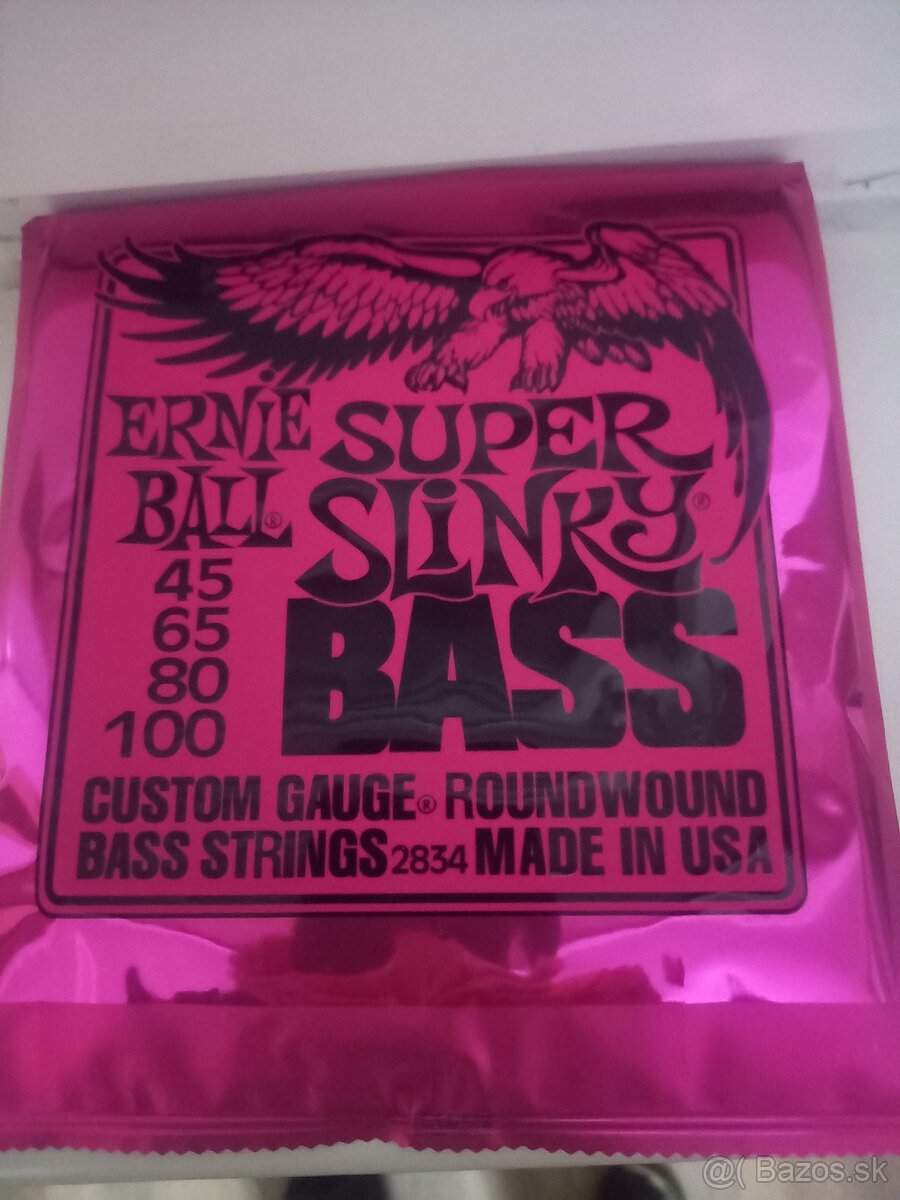 ERNIE BALL®
SUPER SLINKY®
BASS
45
65
80
100
CUSTOM GAUGE® ROUNDWOUND
BASS STRINGS 2834 MADE IN USA
@( Bazos.sk